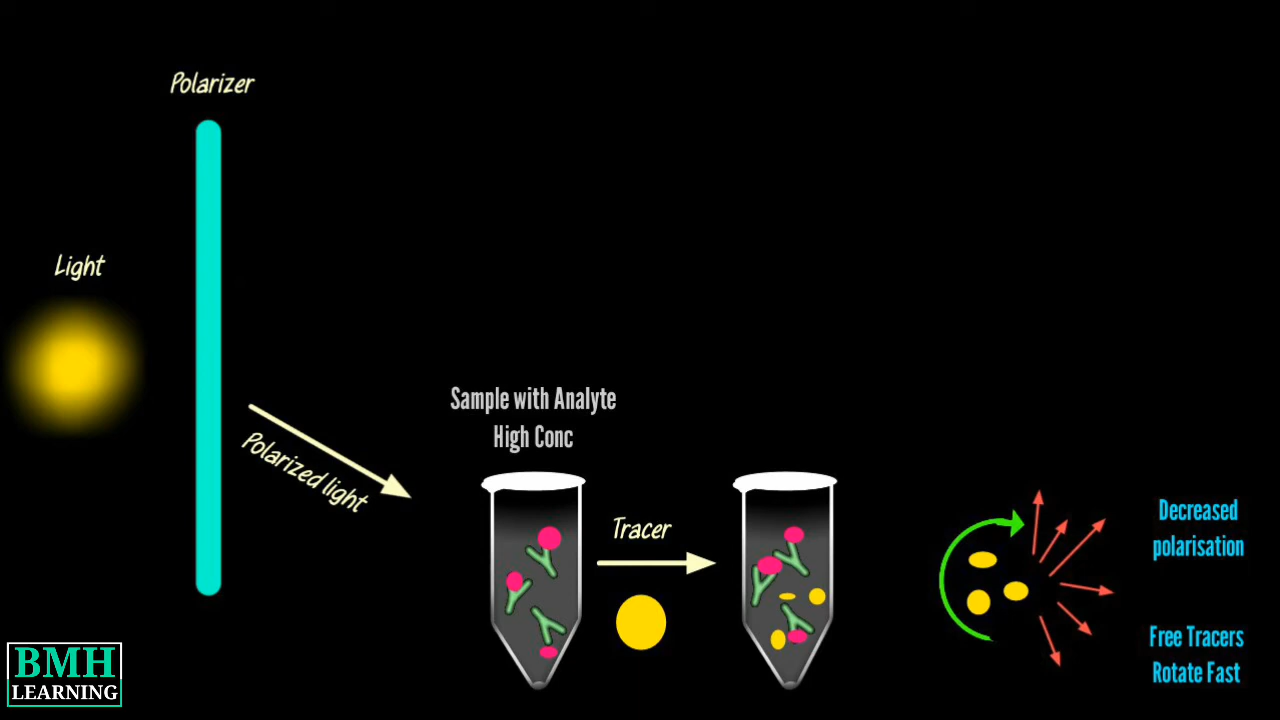 Polarizer
Light
Polarized light
Sample with Analyte
High Conc
Tracer
Decreased
polarisation
Free Tracers
Rotate Fast
BMH
LEARNING